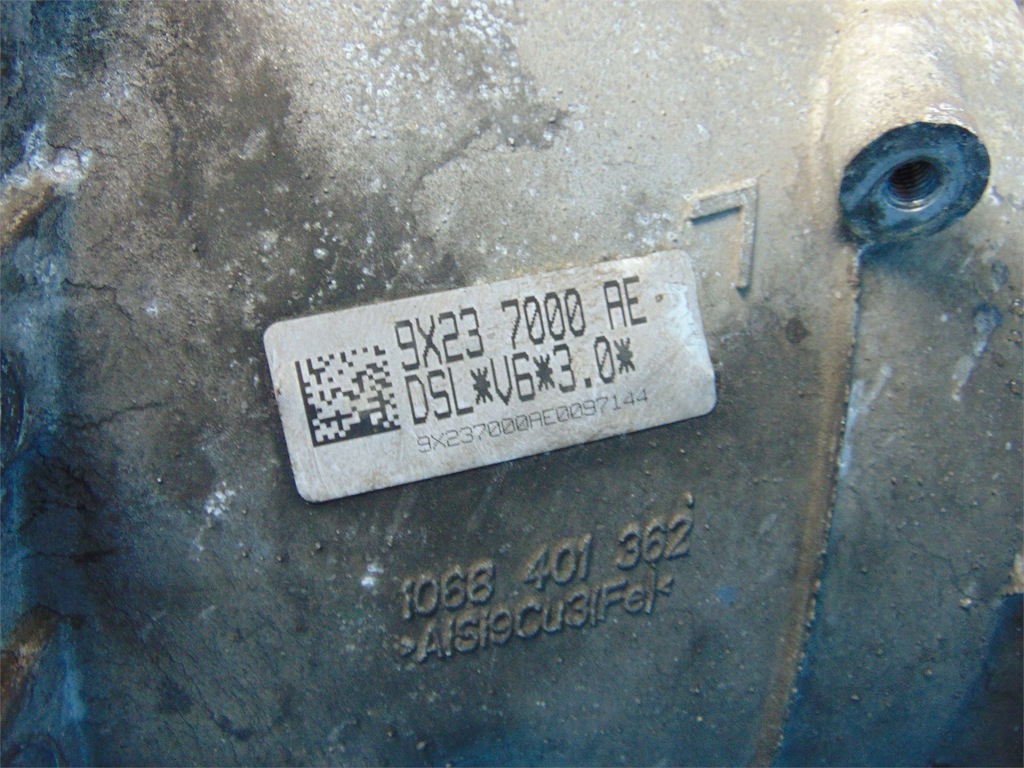 7
9X23 7000 AE
DSL*V6*3.0*
9X237000AE0097144
1068 401 362
>AlSi9Cu3(Fe)<